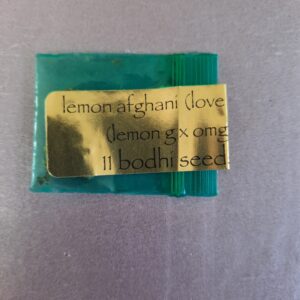 lemon afghani (love
(lemon g x omg
11 bodhi seed